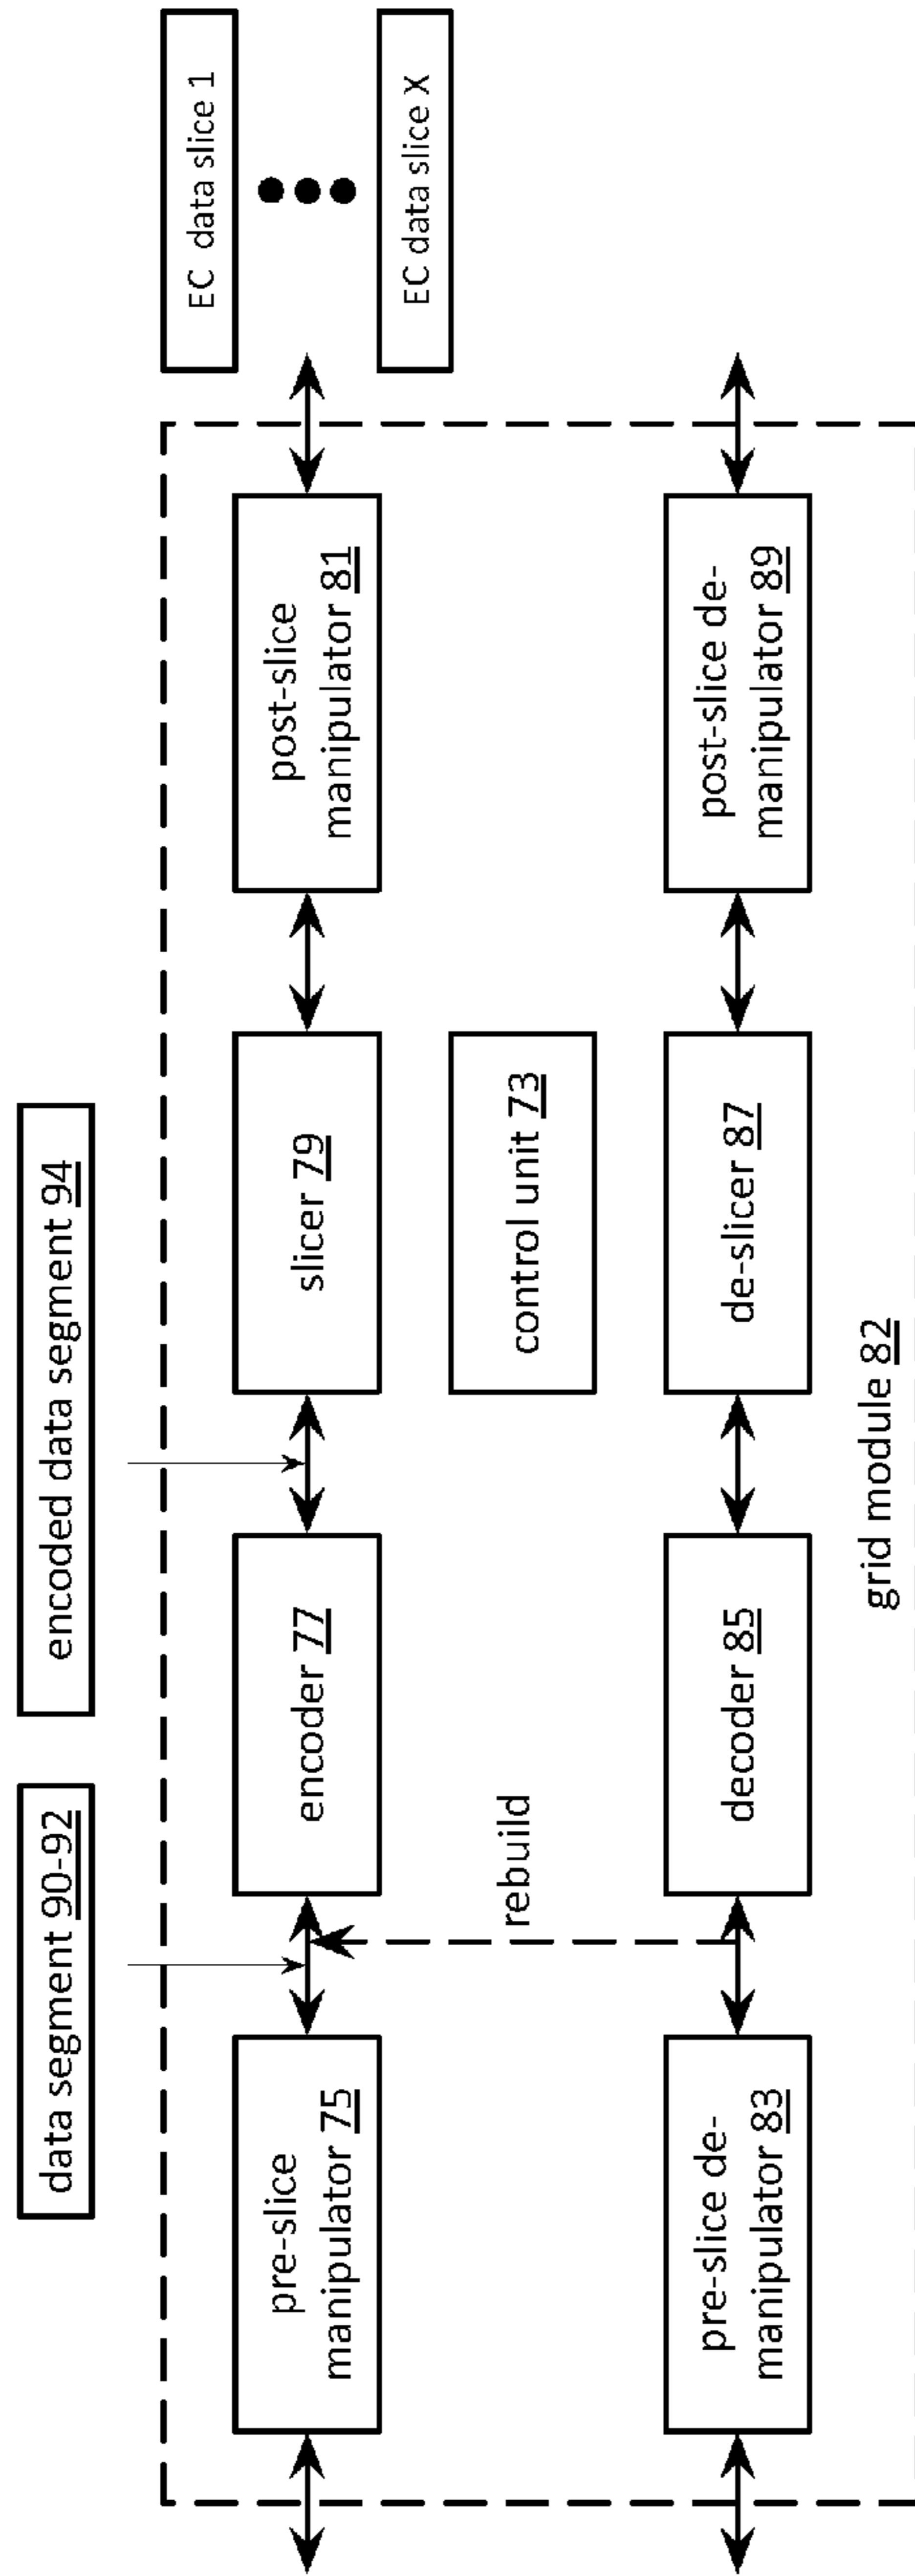 data segment 90-92
encoded data segment 94
EC data slice 1
EC data slice X
pre-slice
manipulator 75
encoder 77
slicer 79
post-slice
manipulator 81
rebuild
control unit 73
pre-slice de-
manipulator 83
decoder 85
de-slicer 87
post-slice de-
manipulator 89
grid module 82